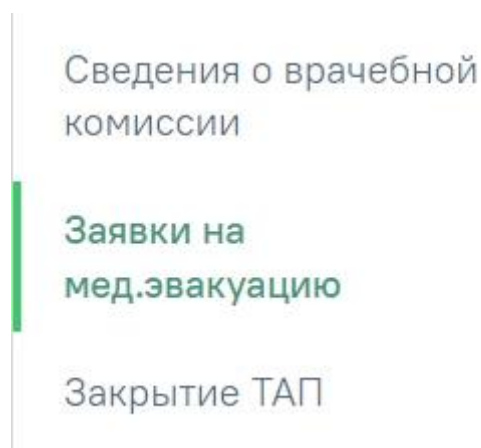 Сведения о врачебной
комиссии
Заявки на
мед.эвакуацию
Закрытие ТАП